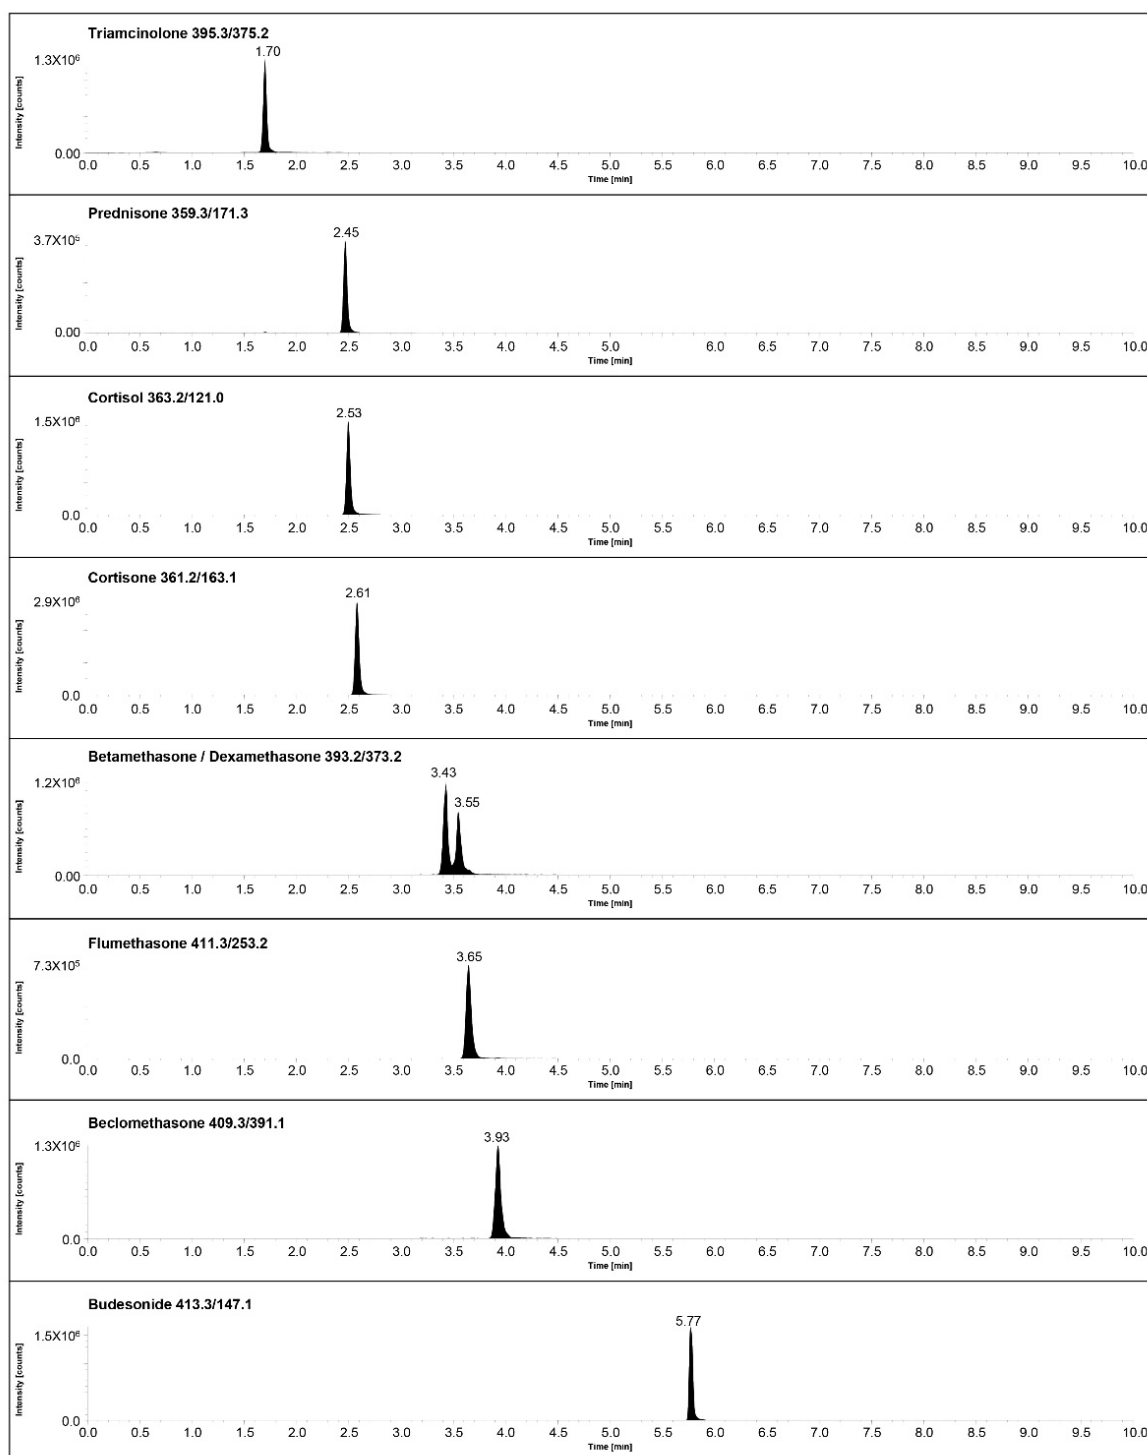 Triamcinolone 395.3/375.2
1.70
1.3X10⁶
Intensity [counts]
0.00
0.0 0.5 1.0 1.5 2.0 2.5 3.0 3.5 4.0 4.5 5.0 5.5 6.0 6.4 7.0 7.5 8.0 8.5 9.0 9.5 10.0
Time [min]
Prednisone 359.3/171.3
2.45
3.7X10⁵
Intensity [counts]
0.00
0.0 0.5 1.0 1.5 2.0 2.5 3.0 3.5 4.0 4.5 5.0 6.0 6.5 7.0 7.5 8.0 8.5 9.0 9.5 10.0
Time [min]
Cortisol 363.2/121.0
2.53
1.5X10⁶
Intensity [counts]
0.0
0.0 0.5 1.0 1.5 2.0 2.5 3.0 3.5 4.0 4.5 5.0 5.5 6.0 6.4 7.0 7.5 8.0 8.5 9.0 9.5 10.0
Time [min]
Cortisone 361.2/163.1
2.61
2.9X10⁶
Intensity [counts]
0.0
0.0 0.5 1.0 1.5 2.0 2.5 3.0 3.5 4.0 4.5 5.0 5.5 6.0 6.4 7.0 7.5 8.0 8.5 9.0 9.5 10.0
Time [min]
Betamethasone / Dexamethasone 393.2/373.2
3.43
1.2X10⁶
3.55
Intensity [counts]
0.00
0.0 0.5 1.0 1.5 2.0 2.5 3.0 3.5 4.0 4.5 5.0 5.5 6.0 6.4 7.0 7.5 8.0 8.5 9.0 9.5 10.0
Time [min]
Flumethasone 411.3/253.2
3.65
7.3X10⁵
Intensity [counts]
0.0
0.0 0.5 1.0 1.5 2.0 2.5 3.0 3.5 4.0 4.5 5.0 5.5 6.0 6.4 7.0 7.5 8.0 8.5 9.0 9.5 10.0
Time [min]
Beclomethasone 409.3/391.1
3.93
1.3X10⁶
Intensity [counts]
0.0
0.0 0.5 1.0 1.5 2.0 2.5 3.0 3.5 4.0 4.5 5.0 5.5 6.0 6.4 7.0 7.5 8.0 8.5 9.0 9.5 10.0
Time [min]
Budesonide 413.3/147.1
5.77
1.5X10⁶
Intensity [counts]
0.0
0.0 0.5 1.0 1.5 2.0 2.5 3.0 3.5 4.0 4.5 5.0 5.5 6.0 6.4 7.0 7.5 8.0 8.5 9.0 9.5 10.0
Time [min]